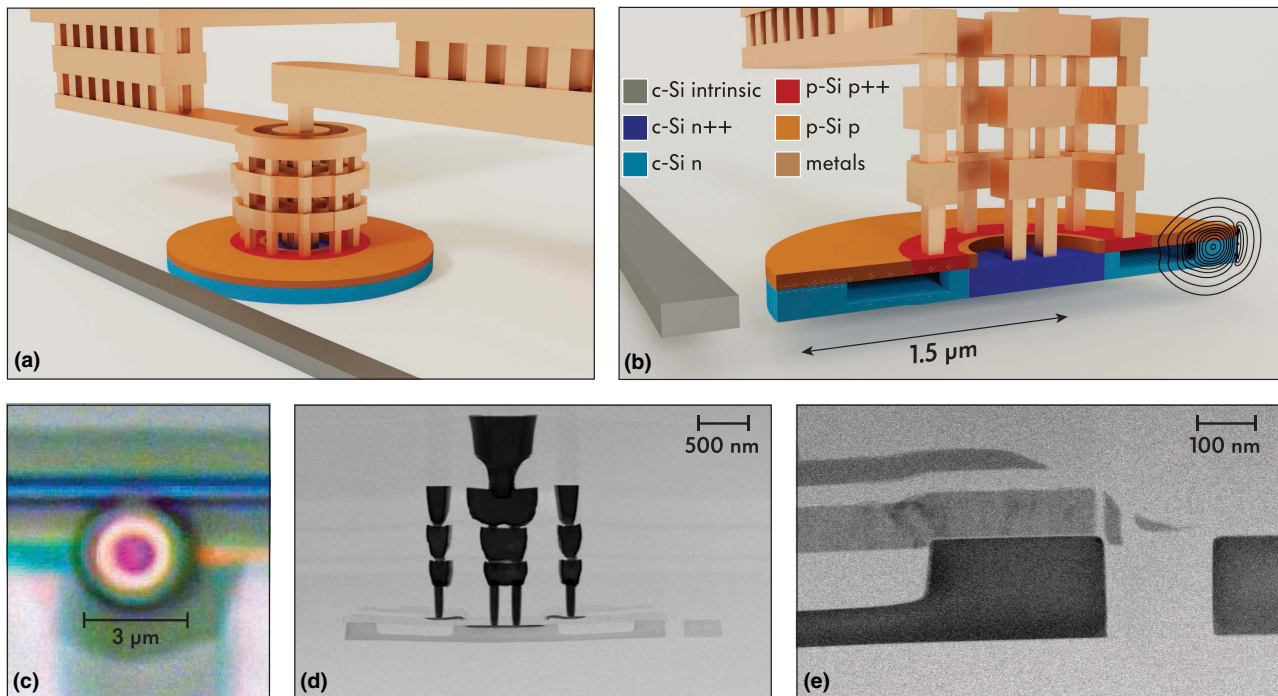 (a)
c-Si intrinsic
p-Si p++
c-Si n++
p-Si p
c-Si n
metals
1.5 µm
(b)
3 µm
(c)
500 nm
(d)
100 nm
(e)